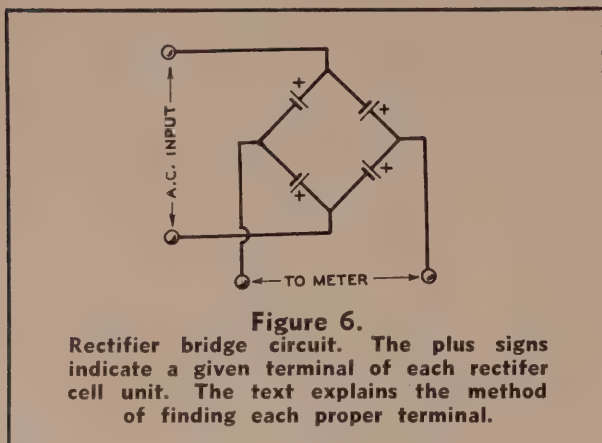 A.C. INPUT
+
+
+
+
TO METER
Figure 6.
Rectifier bridge circuit. The plus signs
indicate a given terminal of each rectifer
cell unit. The text explains the method
of finding each proper terminal.